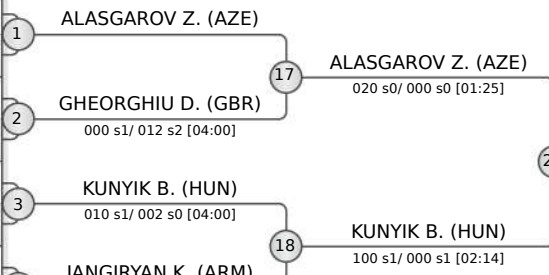 ALASGAROV Z. (AZE)
1
17
ALASGAROV Z. (AZE)
020 s0/ 000 s0 [01:25]
GHEORGHIU D. (GBR)
2
000 s1/ 012 s2 [04:00]
2
KUNYIK B. (HUN)
3
010 s1/ 002 s0 [04:00]
18
KUNYIK B. (HUN)
100 s1/ 000 s1 [02:14]
JANGIRYAN K. (ARM)